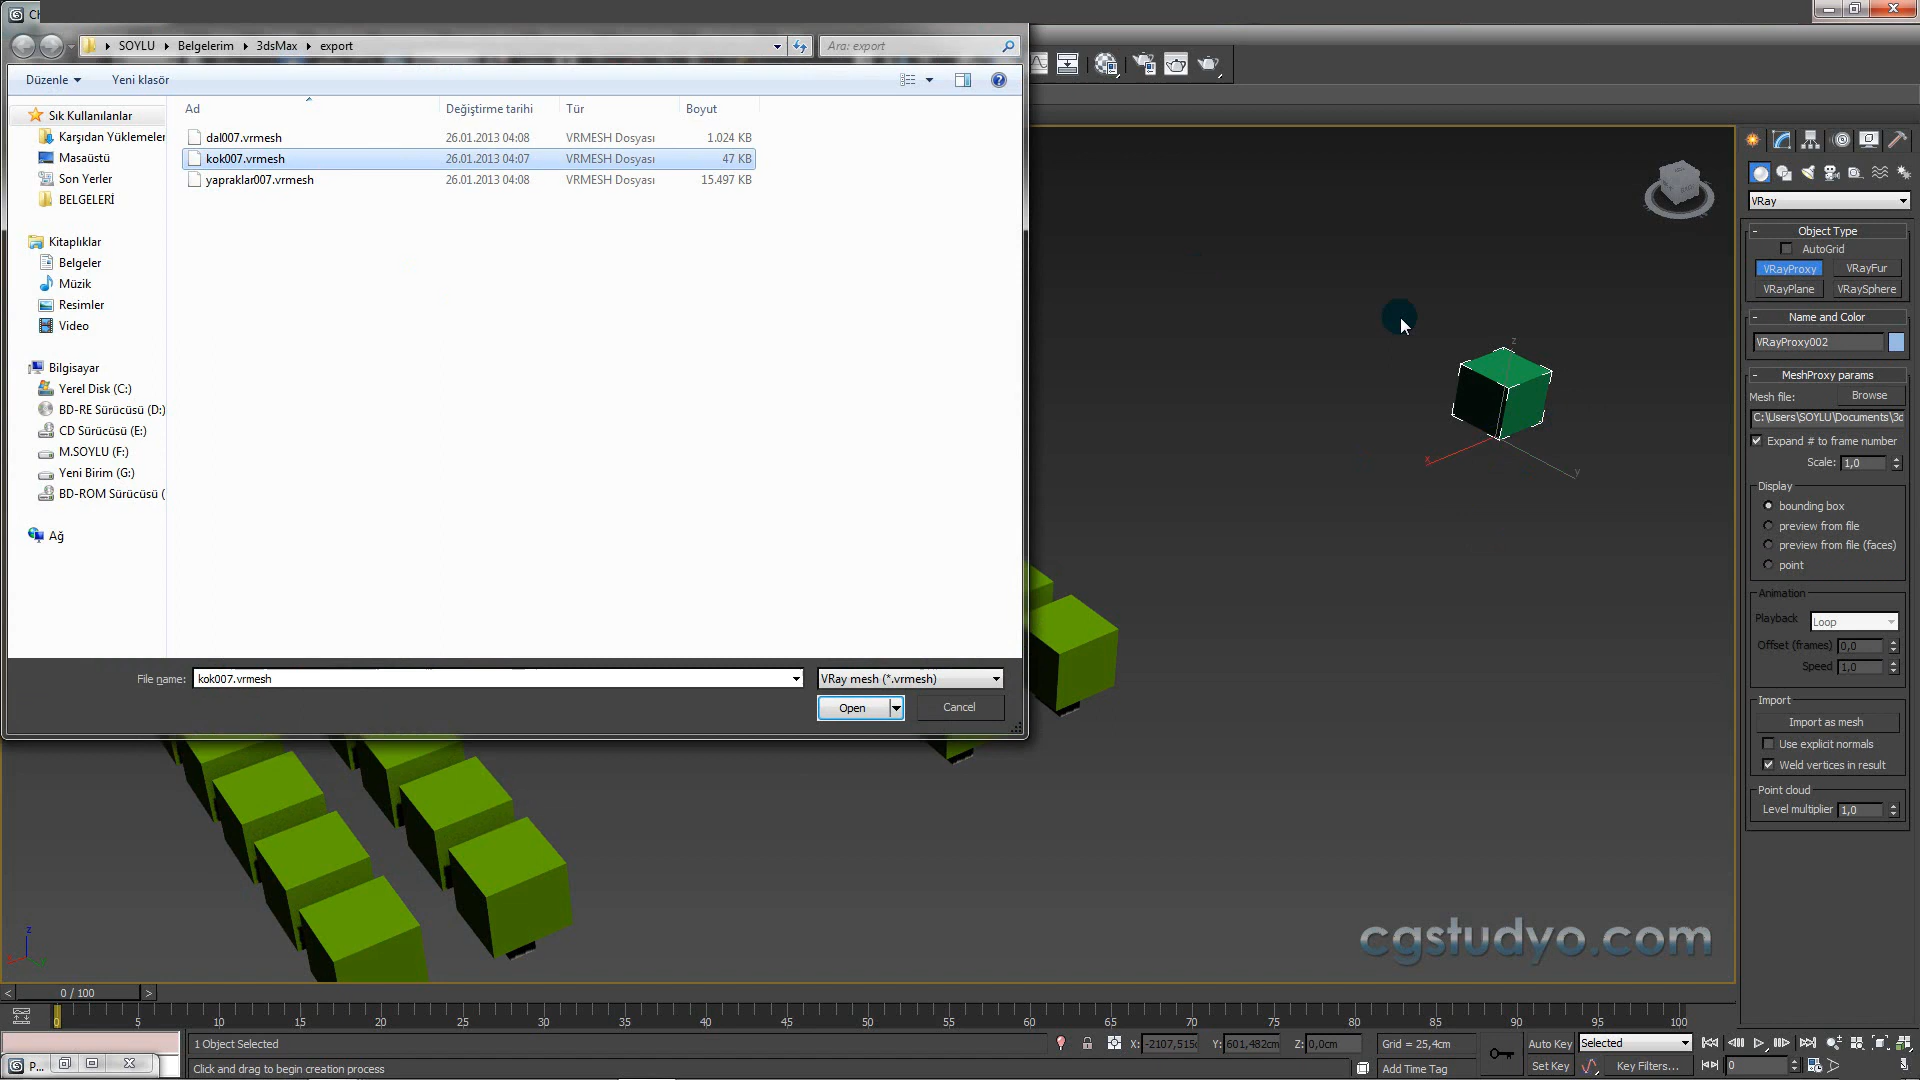 SOYLU Belgelerim 3dsMax export
Ara: export
Düzenle Yeni klasör
Ad Değiştirme tarihi Tür Boyut
dal007.vrmesh 26.01.2013 04:08 VRMESH Dosyası 1.024 KB
kok007.vrmesh 26.01.2013 04:07 VRMESH Dosyası 47 KB
yapraklar007.vrmesh 26.01.2013 04:08 VRMESH Dosyası 15.497 KB
Sık Kullanılanlar
Karşıdan Yüklemeler
Masaüstü
Son Yerler
BELGELERİ
Kitaplıklar
Belgeler
Müzik
Resimler
Video
Bilgisayar
Yerel Disk (C:)
BD-RE Sürücüsü (D:)
CD Sürücüsü (E:)
M.SOYLU (F:)
Yeni Birim (G:)
BD-ROM Sürücüsü (
Ağ
File name: kok007.vrmesh
VRay mesh (*.vrmesh)
Open Cancel
VRay
Object Type
AutoGrid
VRayProxy VRayFur
VRayPlane VRaySphere
Name and Color
VRayProxy002
MeshProxy params
Mesh file: Browse
C:\Users\SOYLU\Documents\3d
Expand # to frame number
Scale: 1,0
Display
bounding box
preview from file
preview from file (faces)
point
Animation
Playback Loop
Offset (frames) 0,0
Speed 1,0
Import
Import as mesh
Use explicit normals
Weld vertices in result
Point cloud
Level multiplier 1,0
z
x
y
z
cgstudyo.com
< 0 / 100 >
0 5 10 15 20 25 30 35 40 45 50 55 60 65 70 75 80 85 90 95 100
1 Object Selected
X: -2107,515 Y: 601,482cm Z: 0,0cm Grid = 25,4cm
Auto Key Selected
P...
Click and drag to begin creation process
Add Time Tag
Set Key Key Filters... 0